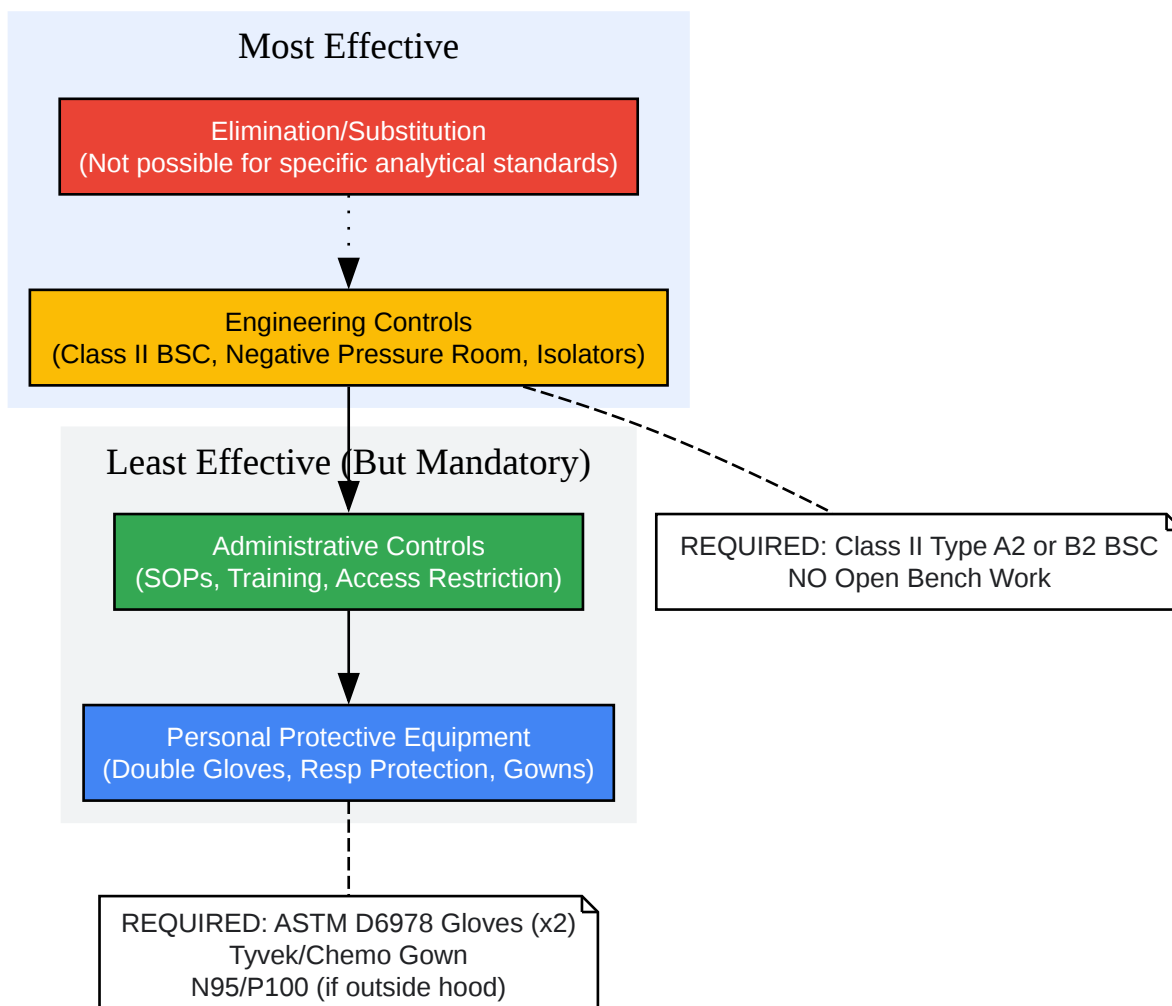 Most Effective
Elimination/Substitution
(Not possible for specific analytical standards)
Engineering Controls
(Class II BSC, Negative Pressure Room, Isolators)
Least Effective (But Mandatory)
Administrative Controls
(SOPs, Training, Access Restriction)
REQUIRED: Class II Type A2 or B2 BSC
NO Open Bench Work
Personal Protective Equipment
(Double Gloves, Resp Protection, Gowns)
REQUIRED: ASTM D6978 Gloves (x2)
Tyvek/Chemo Gown
N95/P100 (if outside hood)